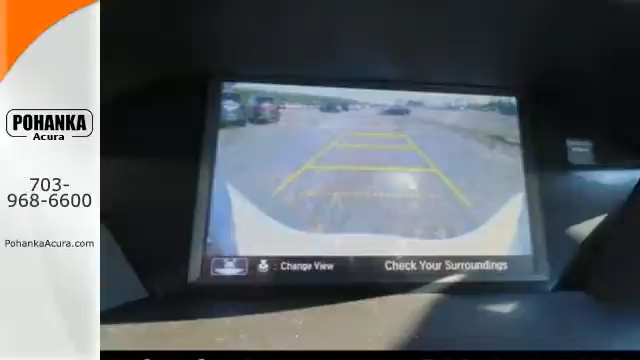 POHANKA
Acura
703-
968-6600
PohankaAcura.com
: Change View
Check Your Surroundings